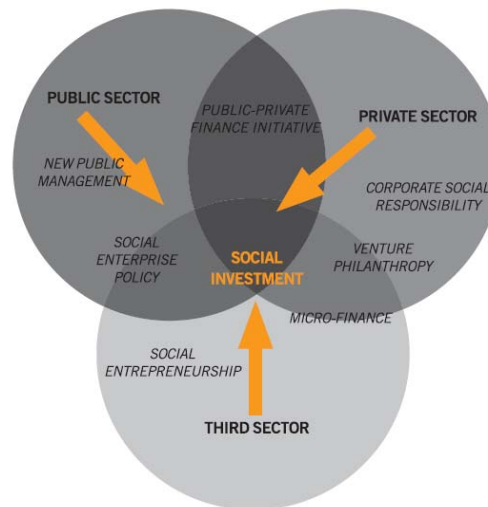 PUBLIC SECTOR
PUBLIC-PRIVATE
FINANCE INITIATIVE
PRIVATE SECTOR
NEW PUBLIC
MANAGEMENT
CORPORATE SOCIAL
RESPONSIBILITY
SOCIAL
ENTERPRISE
POLICY
SOCIAL
INVESTMENT
VENTURE
PHILANTHROPY
MICRO-FINANCE
SOCIAL
ENTREPRENEURSHIP
THIRD SECTOR